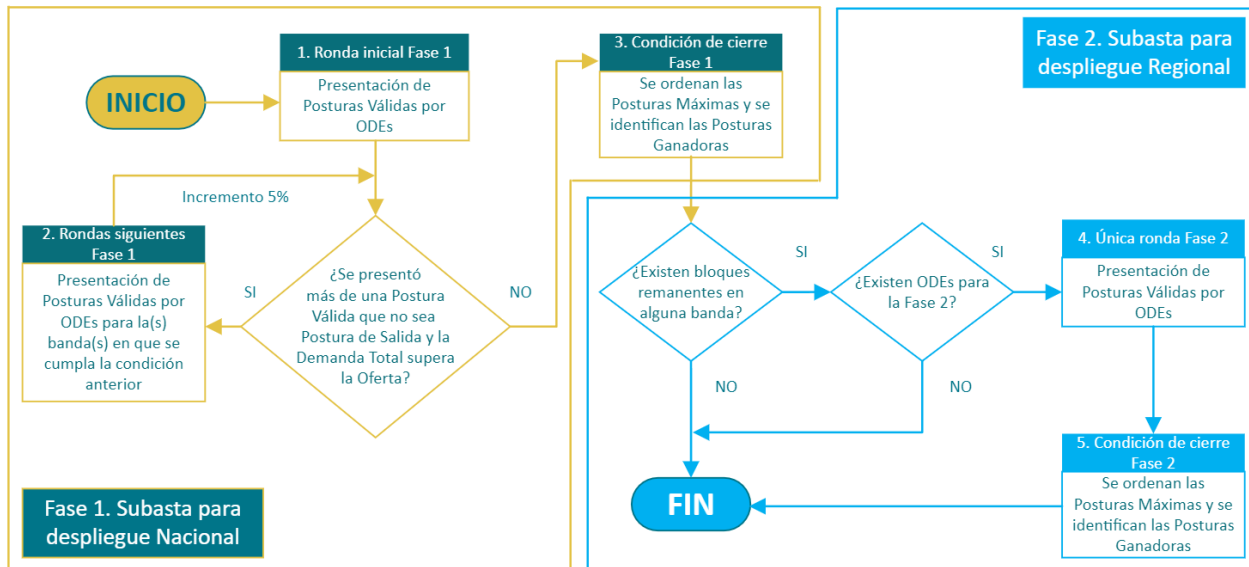 INICIO
1. Ronda inicial Fase 1
Presentación de
Posturas Válidas por
ODEs
Incremento 5%
2. Rondas siguientes
Fase 1
Presentación de
Posturas Válidas por
ODEs para la(s)
banda(s) en que se
cumpla la condición
anterior
SI
¿Se presentó
más de una Postura
Válida que no sea
Postura de Salida y la
Demanda Total supera
la Oferta?
NO
3. Condición de cierre
Fase 1
Se ordenan las
Posturas Máximas y se
identifican las Posturas
Ganadoras
Fase 1. Subasta para
despliegue Nacional
Fase 2. Subasta para
despliegue Regional
¿Existen bloques
remanentes en
alguna banda?
SI
NO
¿Existen ODEs para
la Fase 2?
SI
NO
4. Única ronda Fase 2
Presentación de
Posturas Válidas por
ODEs
5. Condición de cierre
Fase 2
Se ordenan las
Posturas Máximas y se
identifican las Posturas
Ganadoras
FIN